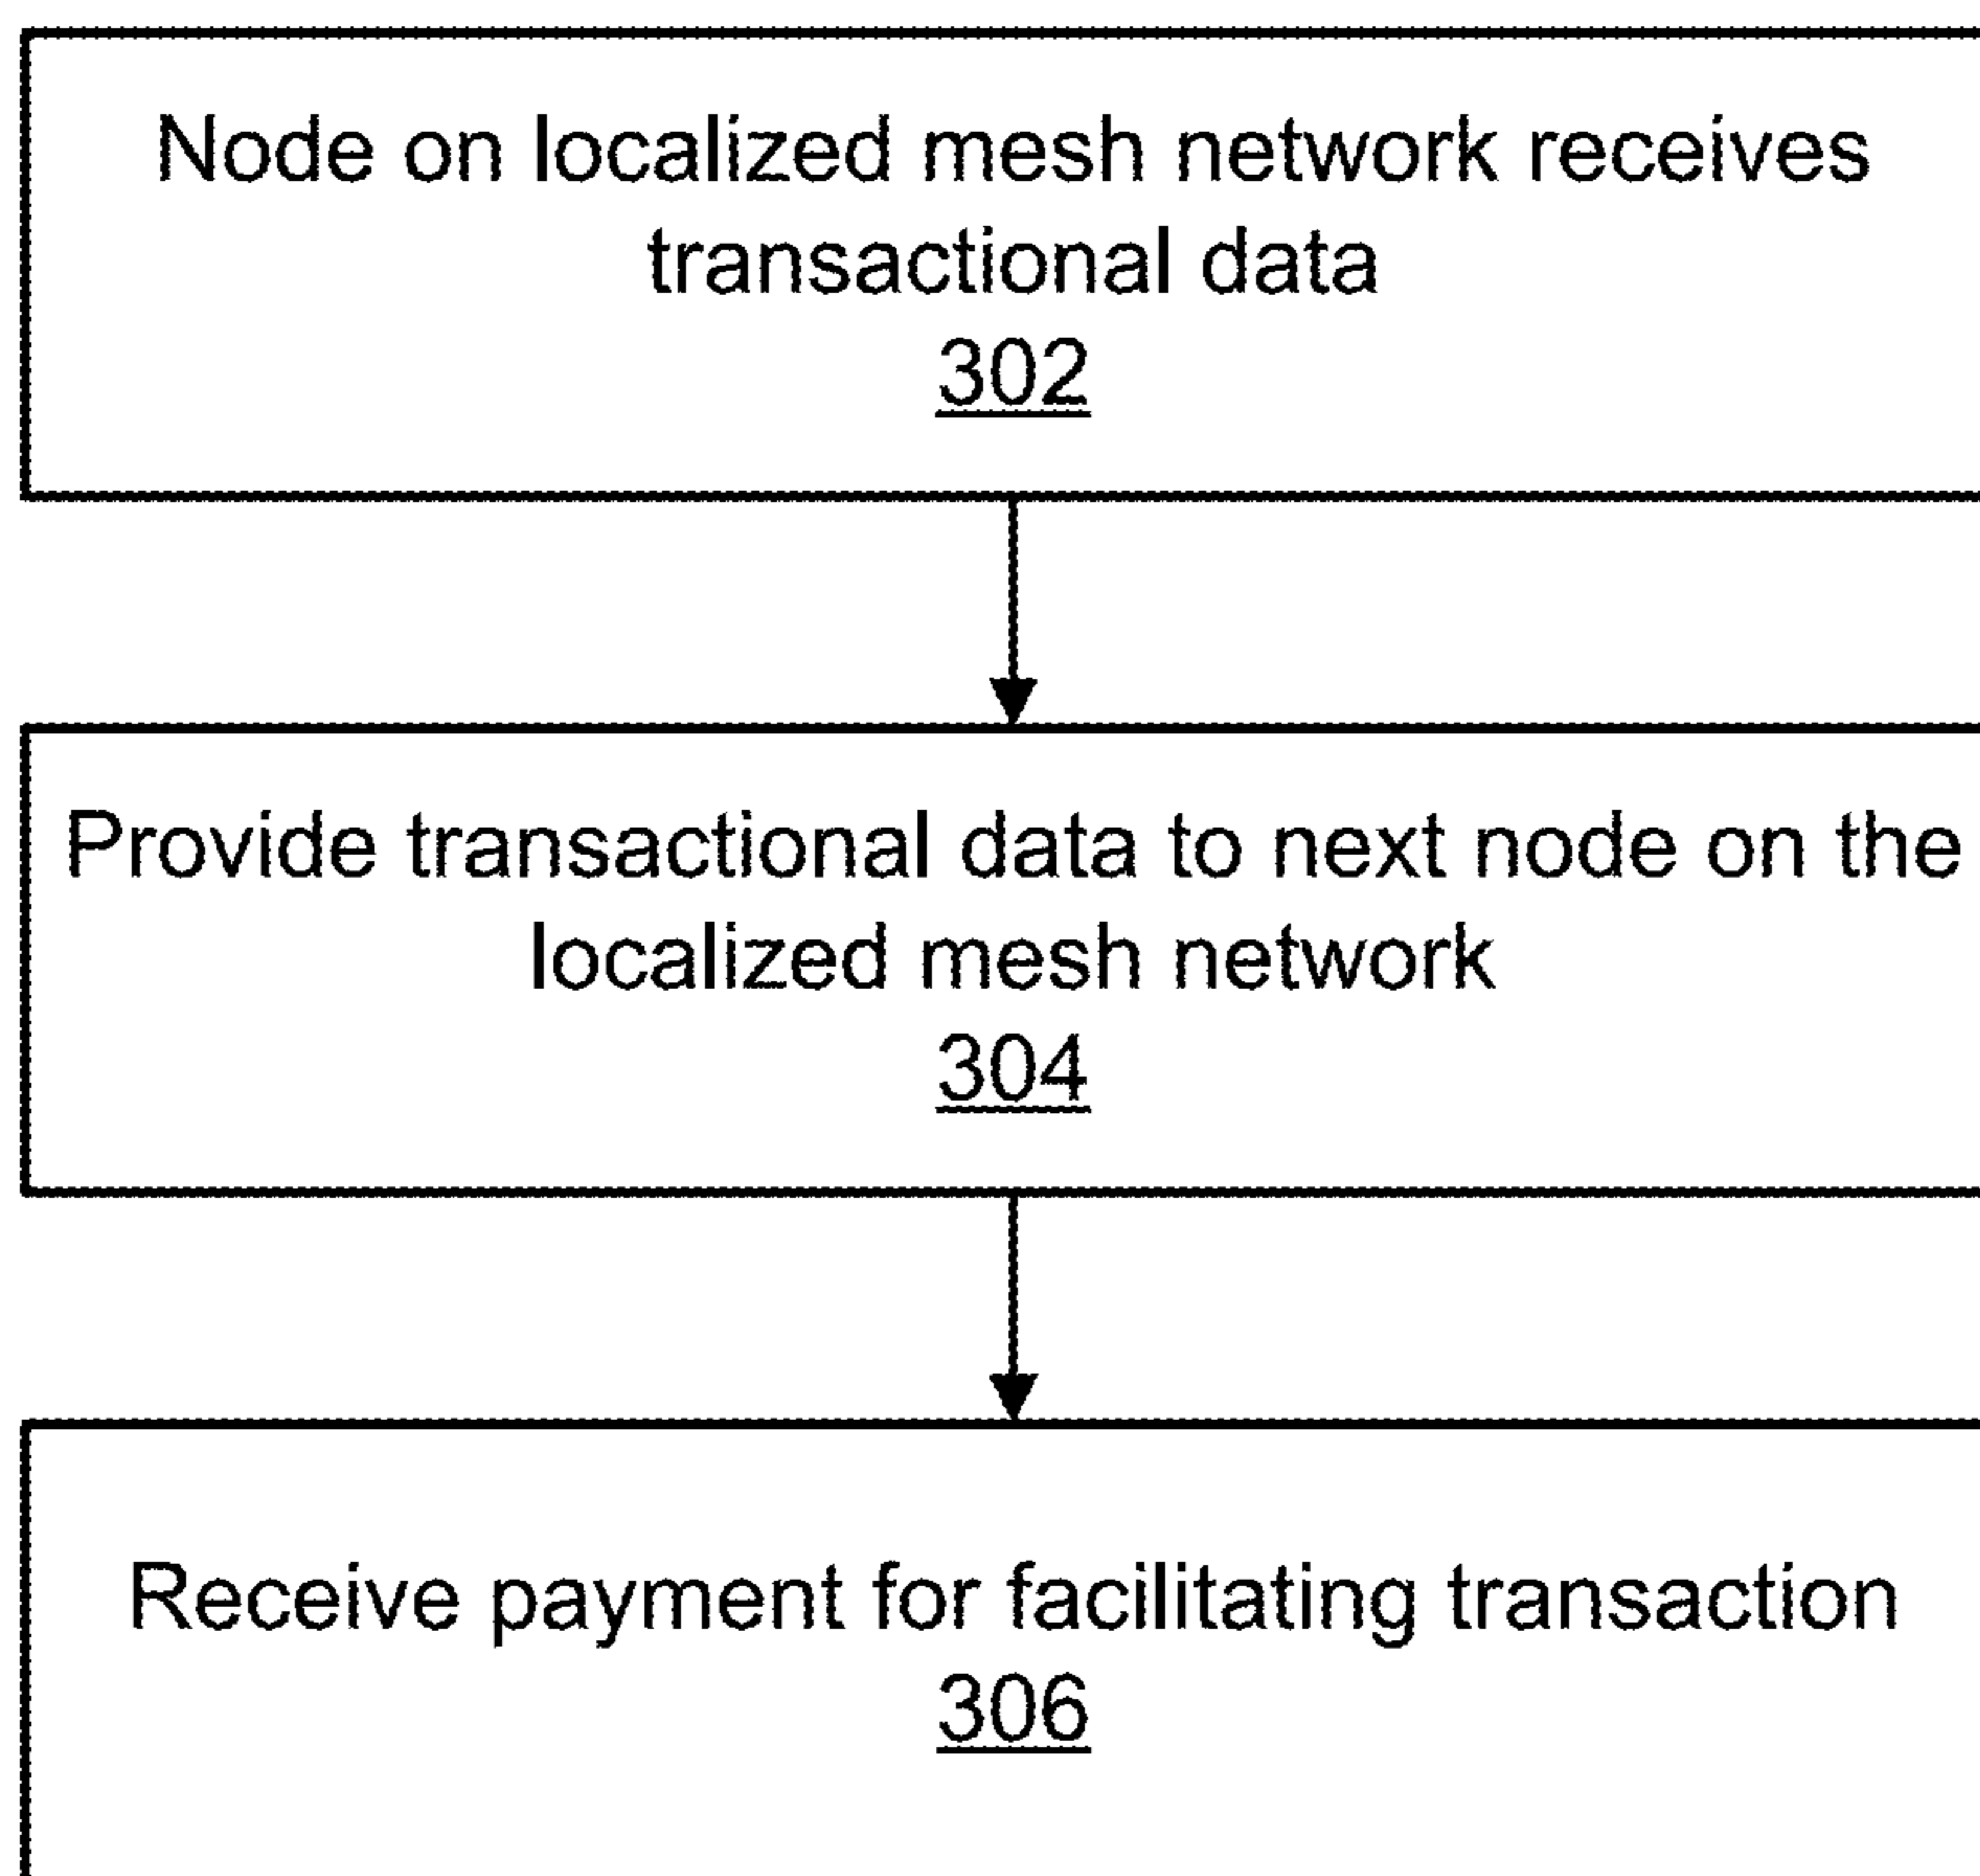 Node on localized mesh network receives
transactional data
302
Provide transactional data to next node on the
localized mesh network
304
Receive payment for facilitating transaction
306